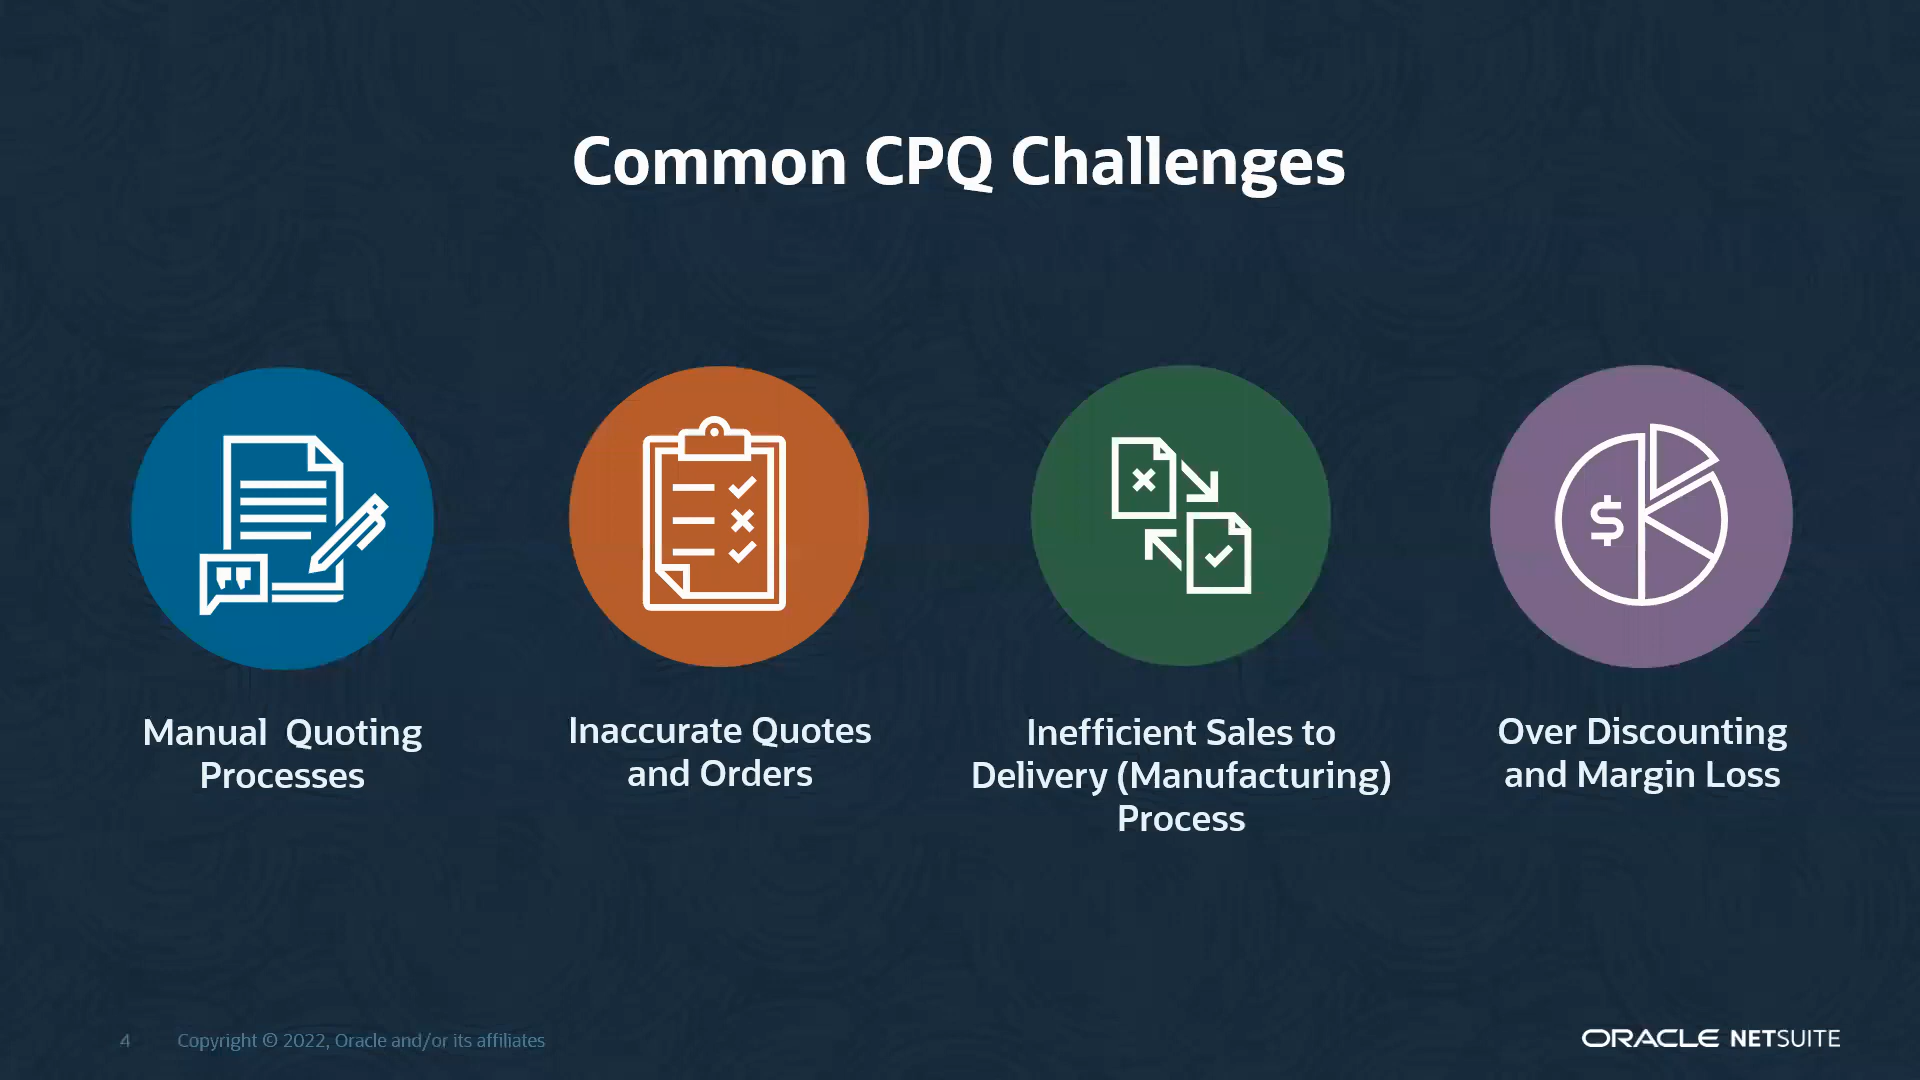 Common CPQ Challenges
Manual Quoting
Processes
Inaccurate Quotes
and Orders
Inefficient Sales to
Delivery (Manufacturing)
Process
Over Discounting
and Margin Loss
4 Copyright © 2022, Oracle and/or its affiliates
ORACLE NETSUITE